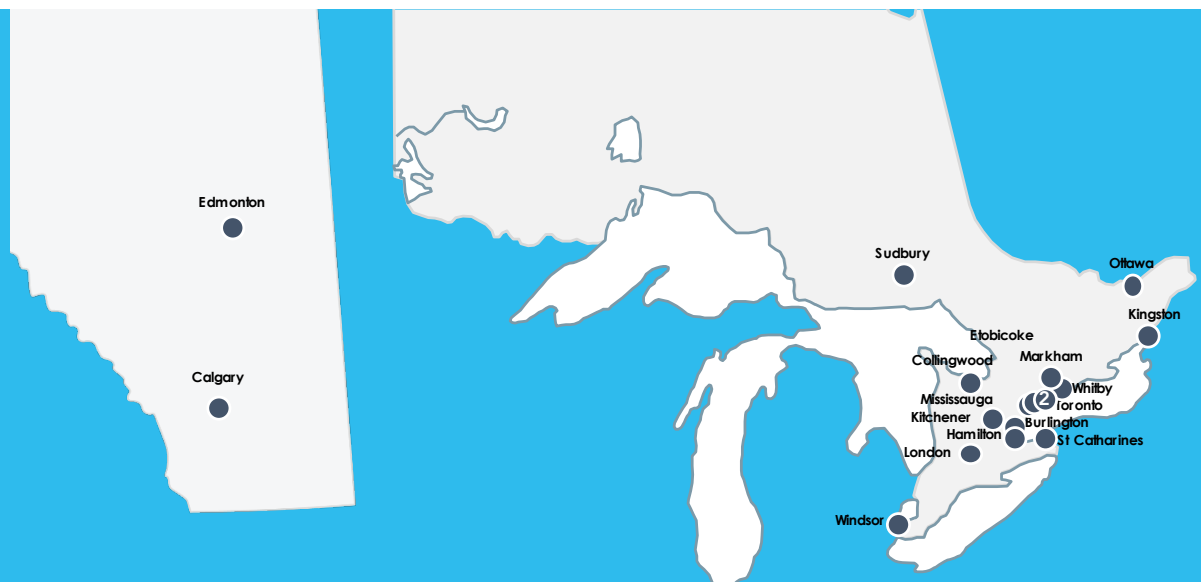 Edmonton
Calgary
Sudbury
Ottawa
Kingston
Etobicoke
Markham
Collingwood
Whitby
Mississauga
2
Toronto
Kitchener
Burlington
Hamilton
St Catharines
London
Windsor